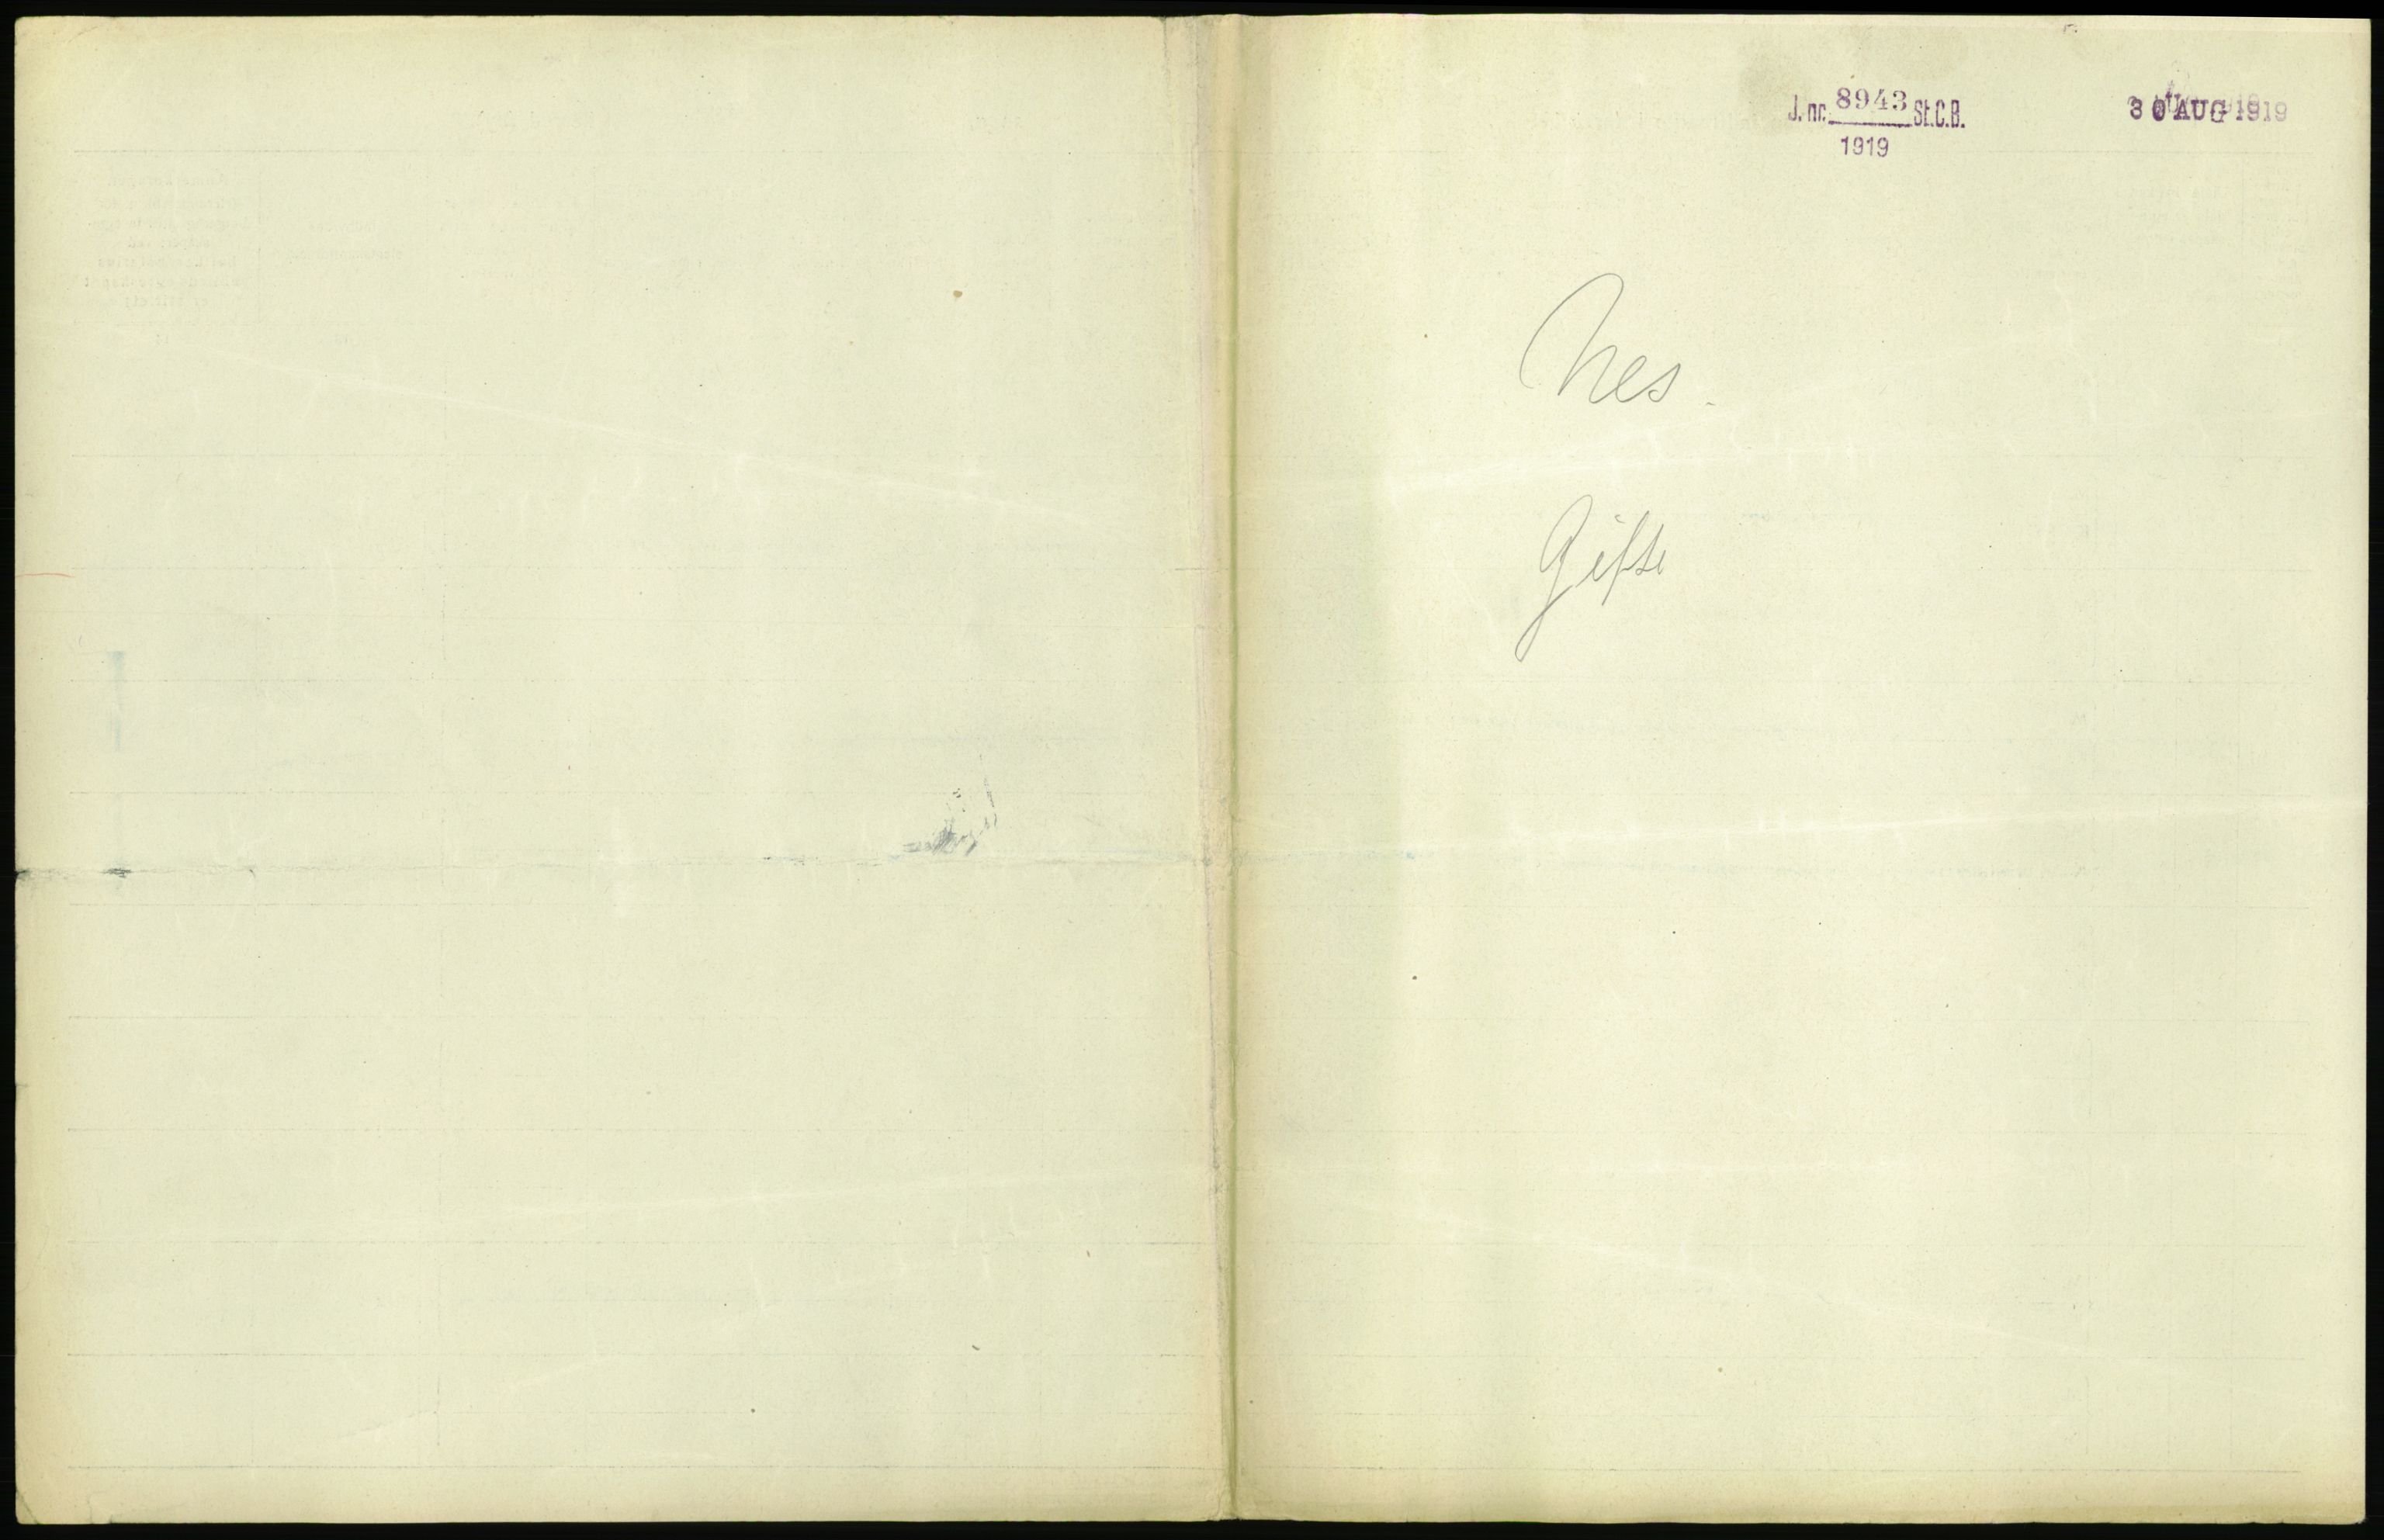 J. nr. 8943 St.C.B.
1919
30 AUG 1919
Nes.
Gifte